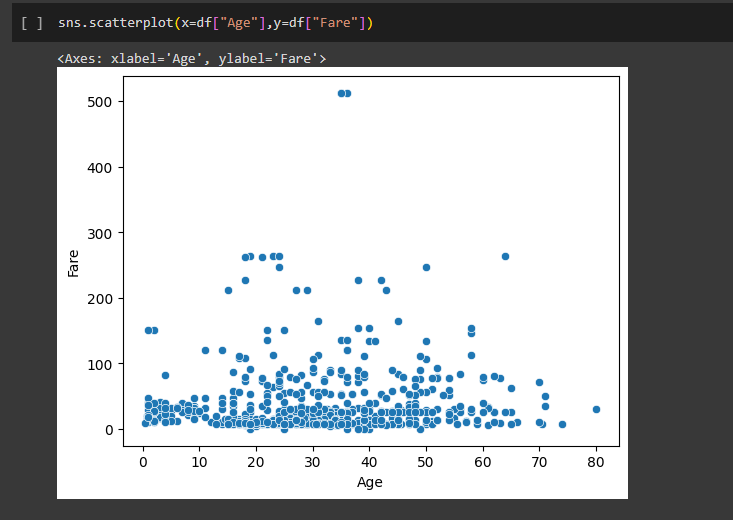 [ ] sns.scatterplot(x=df["Age"],y=df["Fare"])
<Axes: xlabel='Age', ylabel='Fare'>
500
400
300
200
100
0
Fare
0 10 20 30 40 50 60 70 80
Age